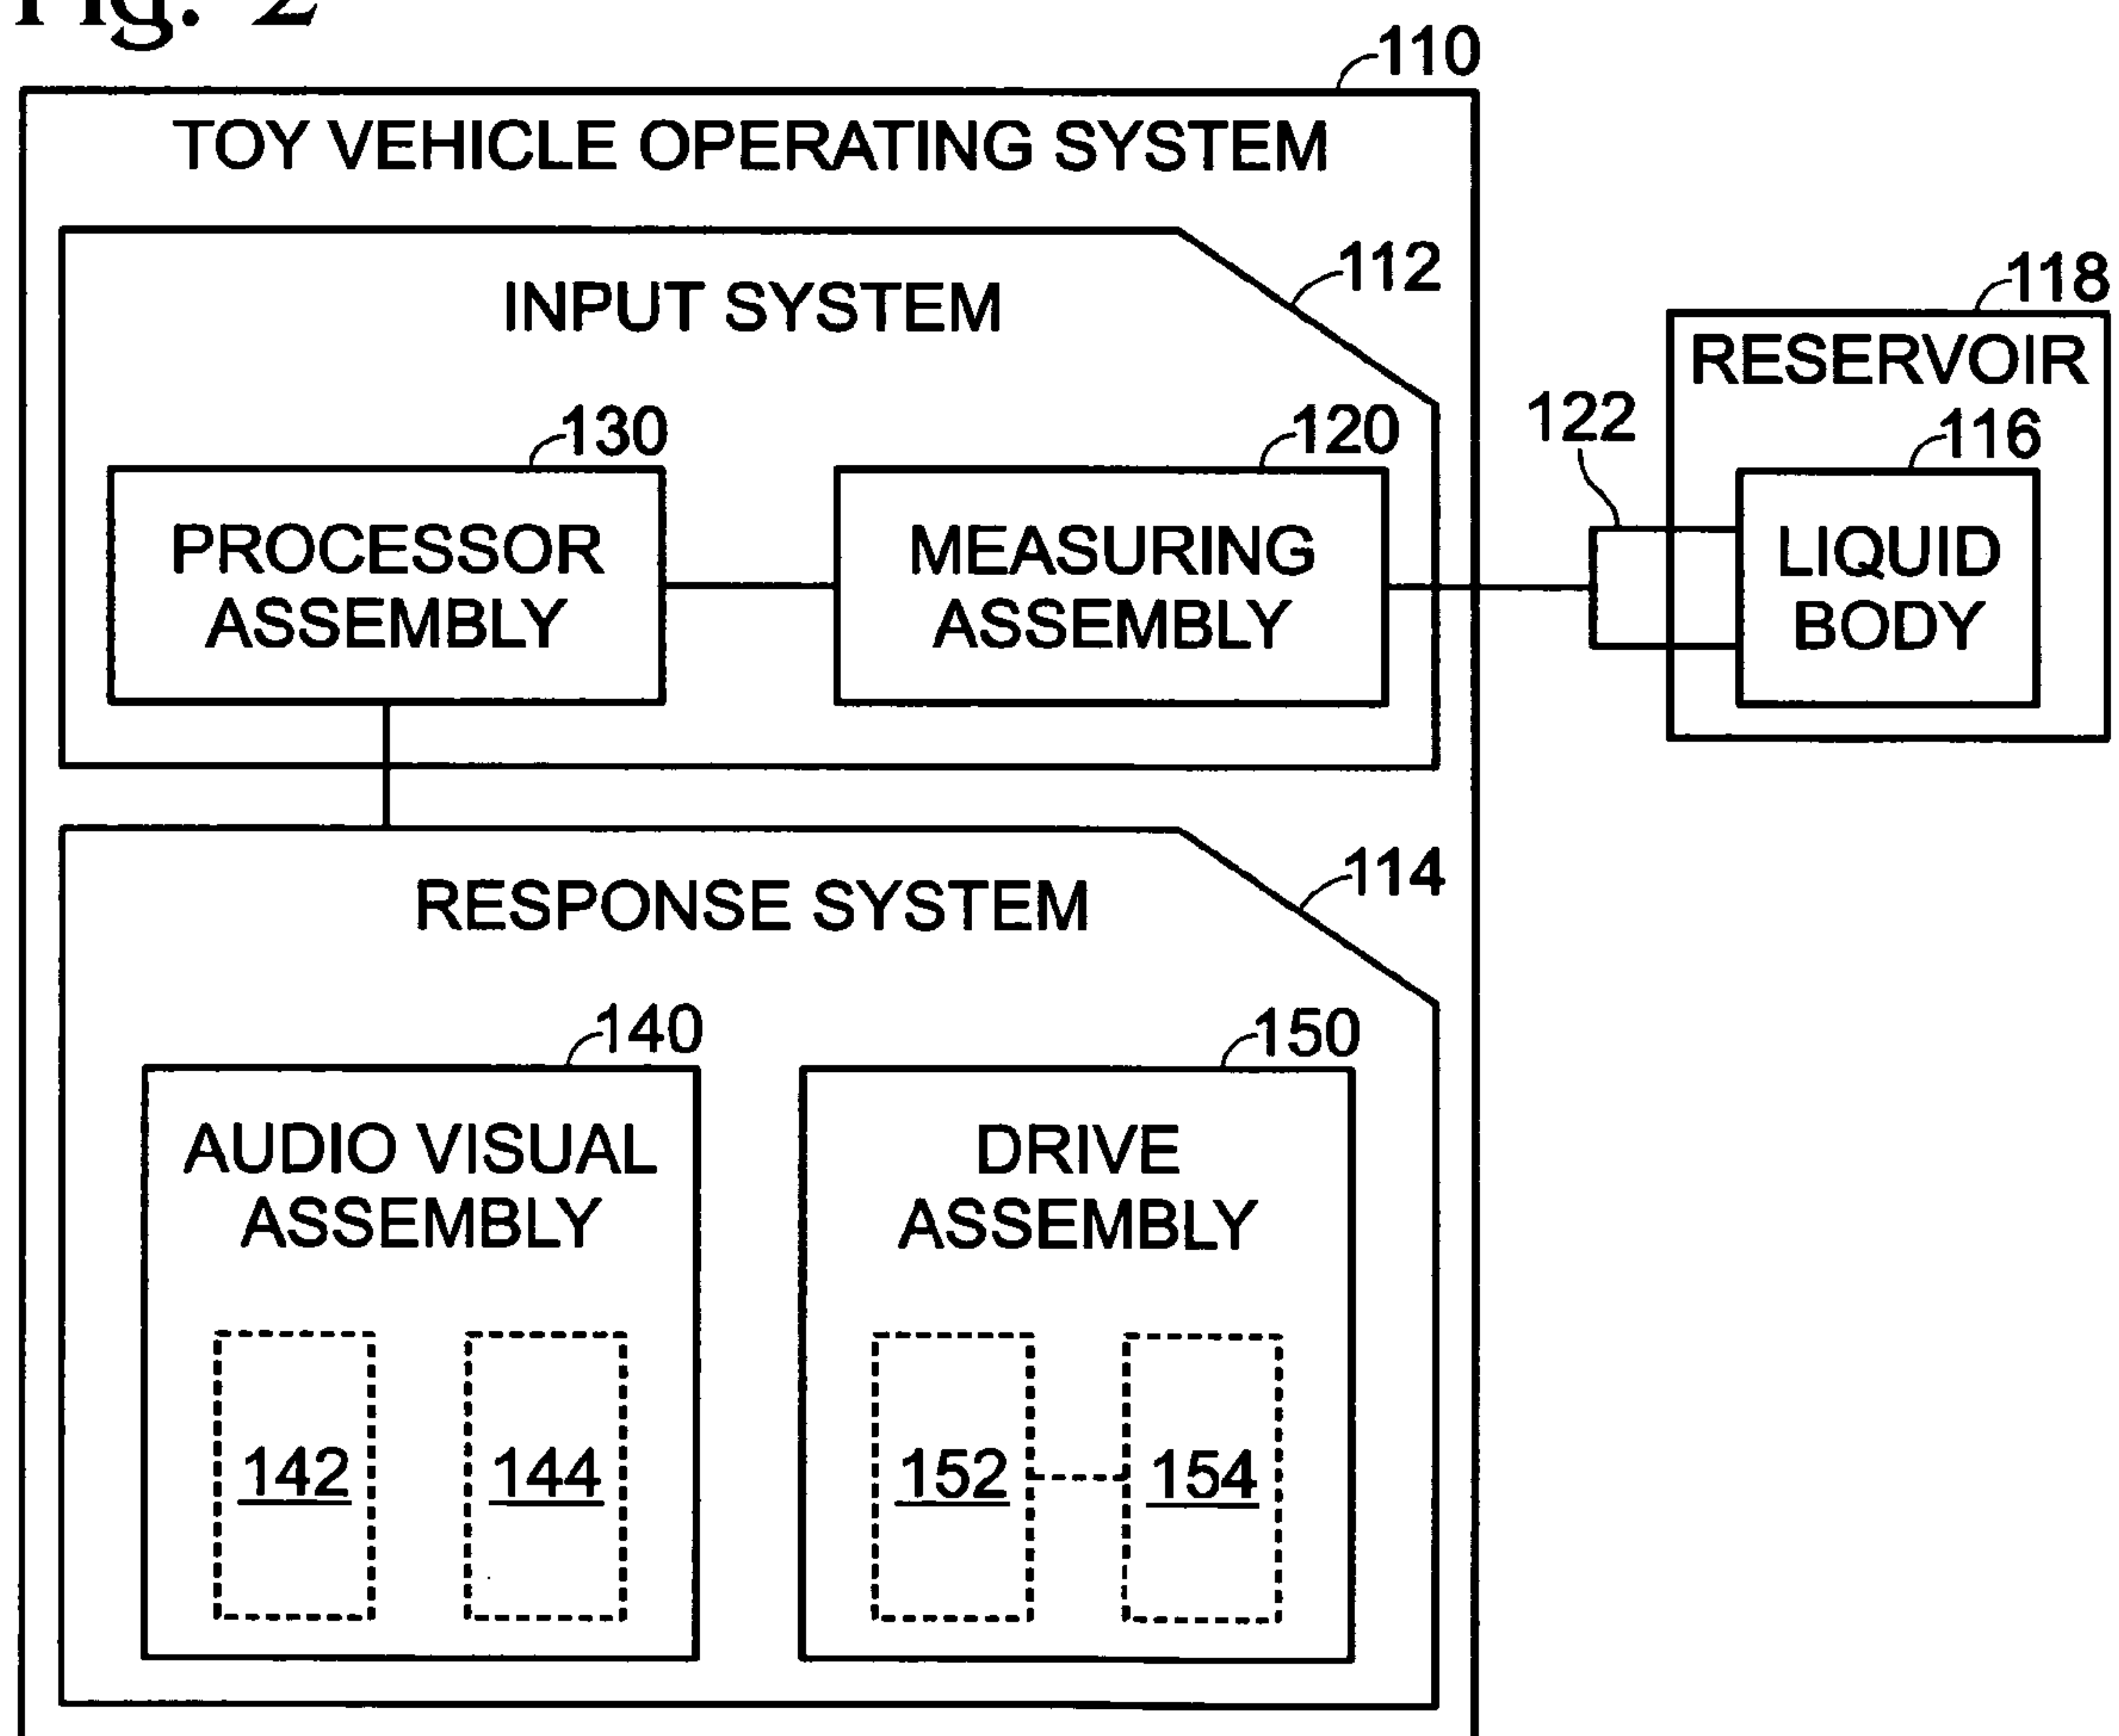 Fig. 2
110
TOY VEHICLE OPERATING SYSTEM
112
INPUT SYSTEM
118
RESERVOIR
130
120
122
116
PROCESSOR
ASSEMBLY
MEASURING
ASSEMBLY
LIQUID
BODY
114
RESPONSE SYSTEM
140
150
AUDIO VISUAL
ASSEMBLY
DRIVE
ASSEMBLY
142
144
152
154